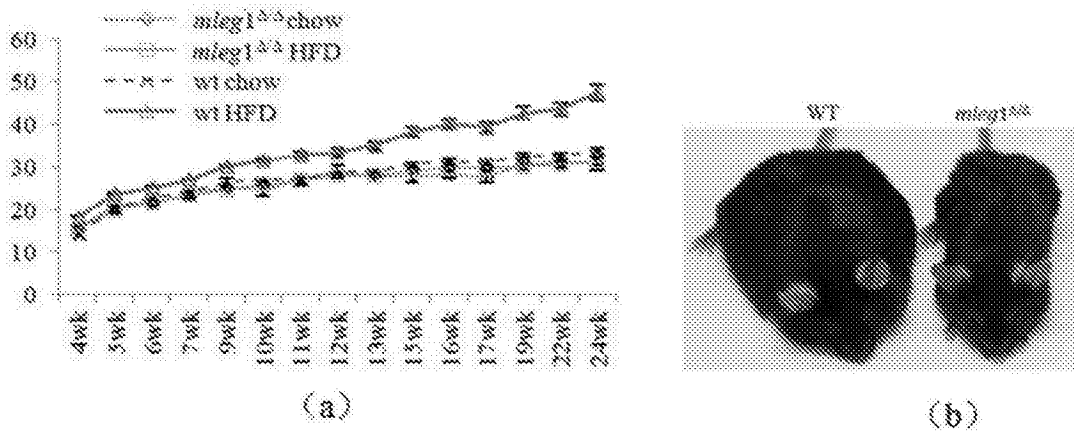 mleg1Δ/Δ chow
mleg1Δ/Δ HFD
wt chow
wt HFD
60
50
40
30
20
10
0
4wk 5wk 6wk 7wk 9wk 10wk 11wk 12wk 13wk 15wk 16wk 17wk 19wk 22wk 24wk
(a)
WT mleg1Δ/Δ
(b)